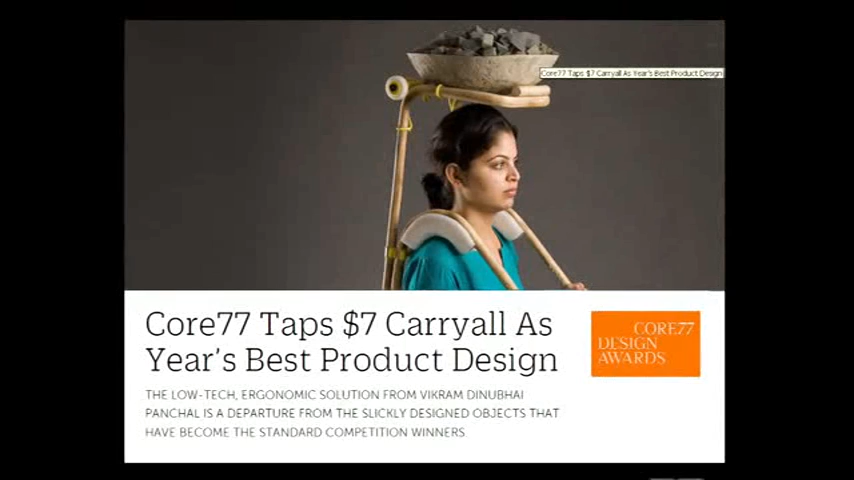 Core77 Taps $7 Carryall As Year's Best Product Design
Core77 Taps $7 Carryall As
Year's Best Product Design
CORE77
DESIGN
AWARDS
THE LOW-TECH, ERGONOMIC SOLUTION FROM VIKRAM DINUBHAI
PANCHAL IS A DEPARTURE FROM THE SLICKLY DESIGNED OBJECTS THAT
HAVE BECOME THE STANDARD COMPETITION WINNERS